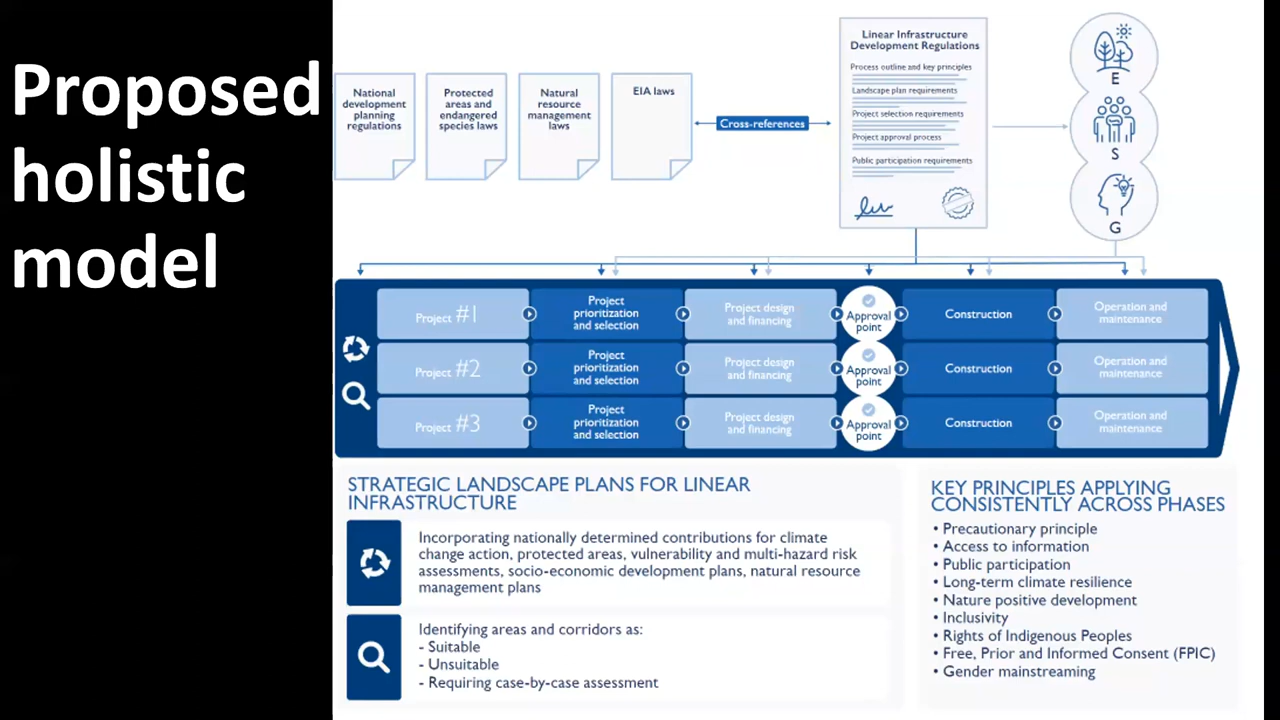 Proposed
holistic
model
National
development
planning
regulations
Protected
areas and
endangered
species laws
Natural
resource
management
laws
EIA laws
Cross-references
Linear Infrastructure
Development Regulations
Process outline and key principles
Landscape plan requirements
Project selection requirements
Project approval process
Public participation requirements
E
S
G
Project #1
Project
prioritization
and selection
Project design
and financing
Approval
point
Construction
Operation and
maintenance
Project #2
Project
prioritization
and selection
Project design
and financing
Approval
point
Construction
Operation and
maintenance
Project #3
Project
prioritization
and selection
Project design
and financing
Approval
point
Construction
Operation and
maintenance
STRATEGIC LANDSCAPE PLANS FOR LINEAR
INFRASTRUCTURE
Incorporating nationally determined contributions for climate
change action, protected areas, vulnerability and multi-hazard risk
assessments, socio-economic development plans, natural resource
management plans
Identifying areas and corridors as:
- Suitable
- Unsuitable
- Requiring case-by-case assessment
KEY PRINCIPLES APPLYING
CONSISTENTLY ACROSS PHASES
• Precautionary principle
• Access to information
• Public participation
• Long-term climate resilience
• Nature positive development
• Inclusivity
• Rights of Indigenous Peoples
• Free, Prior and Informed Consent (FPIC)
• Gender mainstreaming